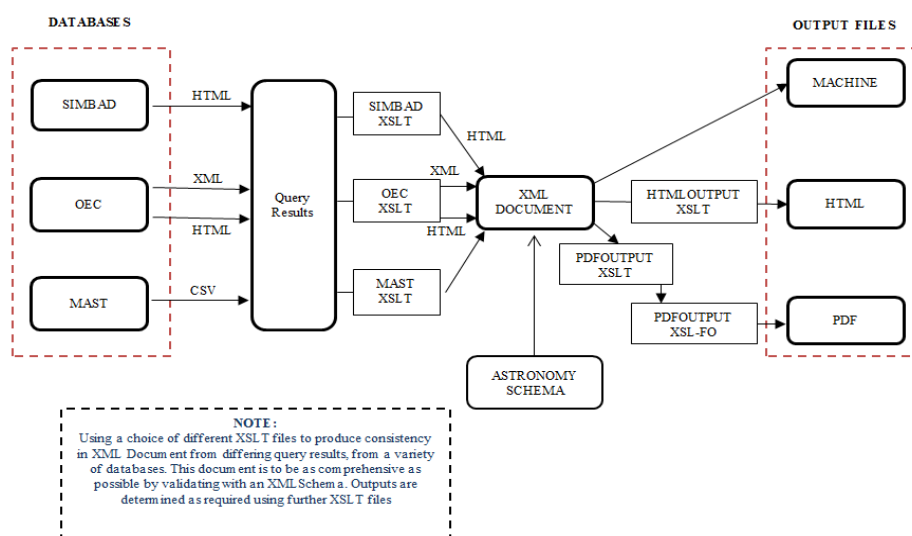 DATABASES
OUTPUT FILES
SIMBAD
HTML
OEC
XML
HTML
MAST
CSV
Query
Results
SIMBAD
XSLT
HTML
OEC
XSLT
XML
HTML
MAST
XSLT
XML
DOCUMENT
ASTRONOMY
SCHEMA
HTMLOUTPUT
XSLT
PDFOUTPUT
XSLT
PDFOUTPUT
XSL-FO
MACHINE
HTML
PDF
NOTE:
Using a choice of different XSLT files to produce consistency
in XML Document from differing query results, from a variety
of databases. This document is to be as comprehensive as
possible by validating with an XMLSchema. Outputs are
determined as required using further XSLT files